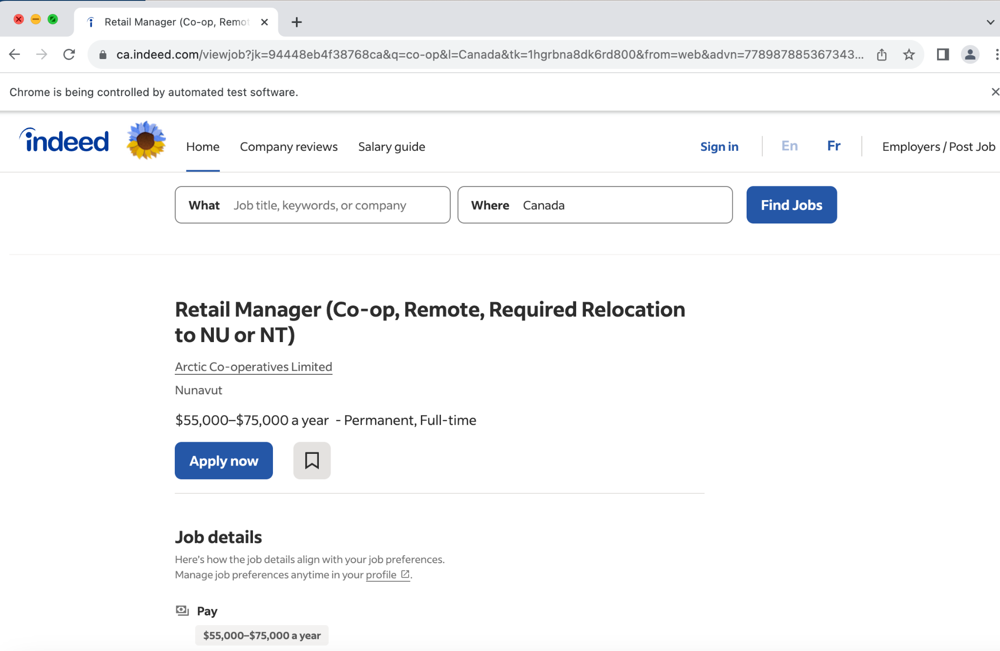 Retail Manager (Co-op, Remot
ca.indeed.com/viewjob?jk=94448eb4f38768ca&q=co-op&l=Canada&tk=1hgrbna8dk6rd800&from=web&advn=778987885367343...
Chrome is being controlled by automated test software.
indeed Home Company reviews Salary guide Sign in En Fr Employers / Post Job
What Job title, keywords, or company Where Canada Find Jobs
Retail Manager (Co-op, Remote, Required Relocation
to NU or NT)
Arctic Co-operatives Limited
Nunavut
$55,000–$75,000 a year - Permanent, Full-time
Apply now
Job details
Here's how the job details align with your job preferences.
Manage job preferences anytime in your profile.
Pay
$55,000–$75,000 a year